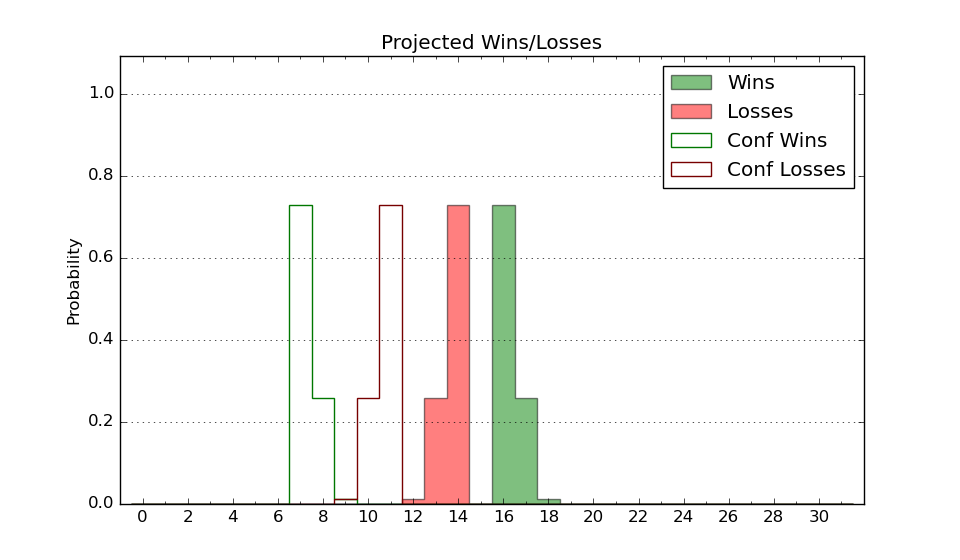 Projected Wins/Losses
Wins
Losses
Conf Wins
Conf Losses
Probability
1.0
0.8
0.6
0.4
0.2
0.0
0 2 4 6 8 10 12 14 16 18 20 22 24 26 28 30